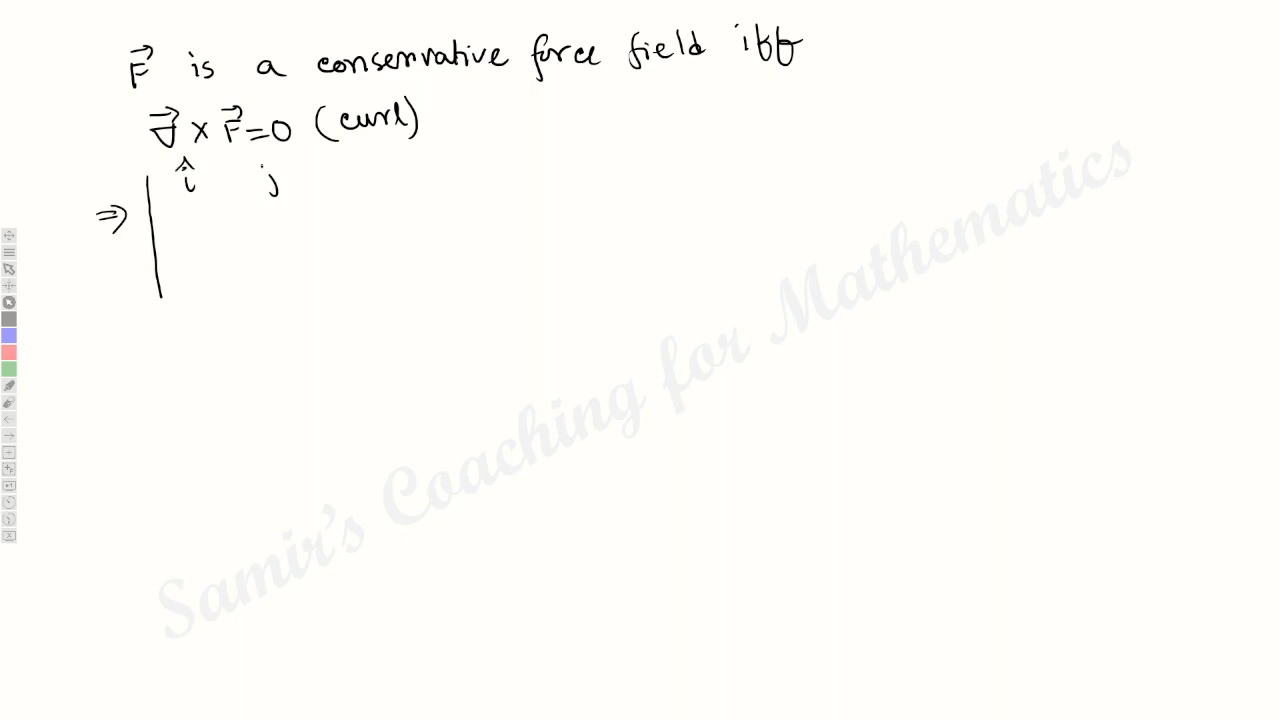 F⃗ is a conservative force field iff
∇⃗ × F⃗ = 0 (curl)
⇒ | î j
Samir's Coaching for Mathematics